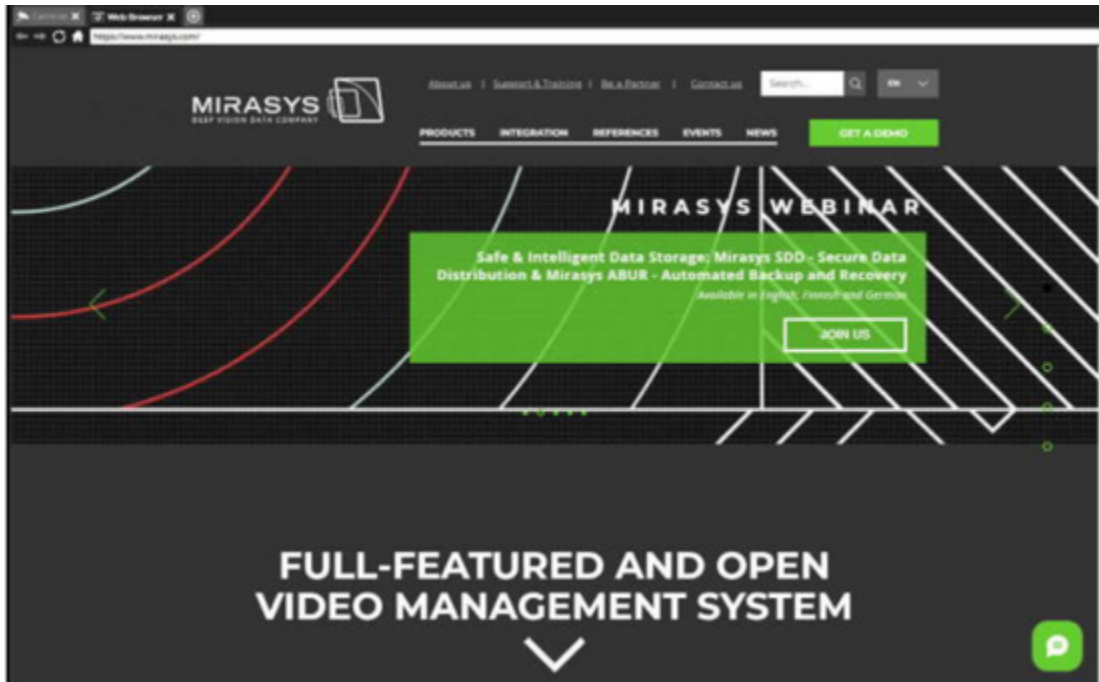 Cameras
Web Browser
https://www.mirasys.com/
About us | Support & Training | Be a Partner | Contact us
Search...
EN
MIRASYS
DEEP VISION DATA COMPANY
PRODUCTS INTEGRATION REFERENCES EVENTS NEWS
GET A DEMO
MIRASYS WEBINAR
Safe & Intelligent Data Storage: Mirasys SDD - Secure Data
Distribution & Mirasys ABUR - Automated Backup and Recovery
Available in English, Finnish and German
JOIN US
FULL-FEATURED AND OPEN
VIDEO MANAGEMENT SYSTEM